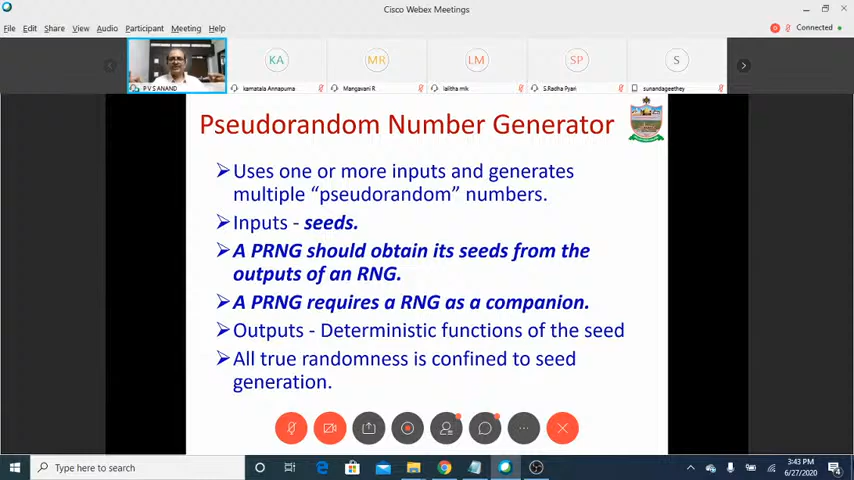 Cisco Webex Meetings
File Edit Share View Audio Participant Meeting Help
Connected
KA
MR
LM
SP
S
P V S ANAND
kamatala Annapurna
Mangavani R
lalitha mk
S.Radha Pyari
sunandageethey
Pseudorandom Number Generator
Uses one or more inputs and generates
multiple “pseudorandom” numbers.
Inputs - seeds.
A PRNG should obtain its seeds from the
outputs of an RNG.
A PRNG requires a RNG as a companion.
Outputs - Deterministic functions of the seed
All true randomness is confined to seed
generation.
Type here to search
3:43 PM
6/27/2020
4